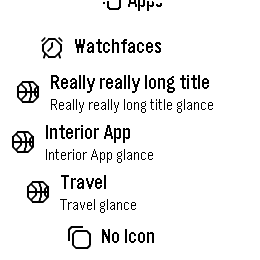 Apps
Watchfaces
Really really long title
Really really long title glance
Interior App
Interior App glance
Travel
Travel glance
No Icon